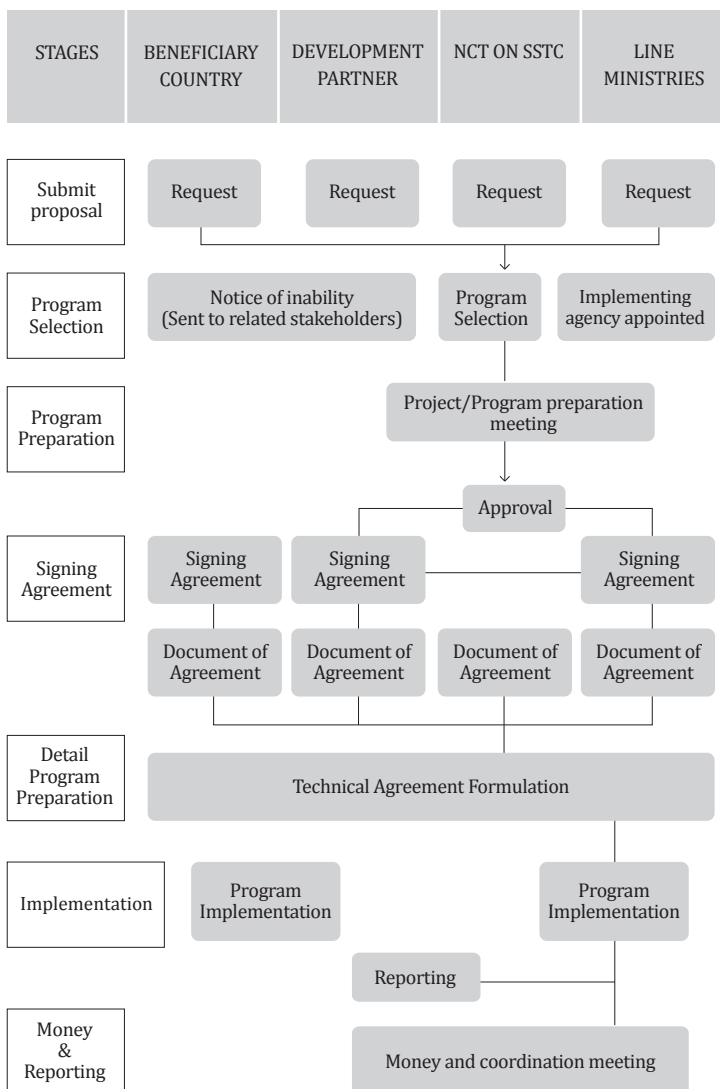 STAGES
BENEFICIARY
COUNTRY
DEVELOPMENT
PARTNER
NCT ON SSTC
LINE
MINISTRIES
Submit
proposal
Request
Request
Request
Request
Program
Selection
Notice of inability
(Sent to related stakeholders)
Program
Selection
Implementing
agency appointed
Program
Preparation
Project/Program preparation
meeting
Approval
Signing
Agreement
Signing
Agreement
Signing
Agreement
Signing
Agreement
Document of
Agreement
Document of
Agreement
Document of
Agreement
Document of
Agreement
Detail
Program
Preparation
Technical Agreement Formulation
Implementation
Program
Implementation
Program
Implementation
Reporting
Money
&
Reporting
Money and coordination meeting